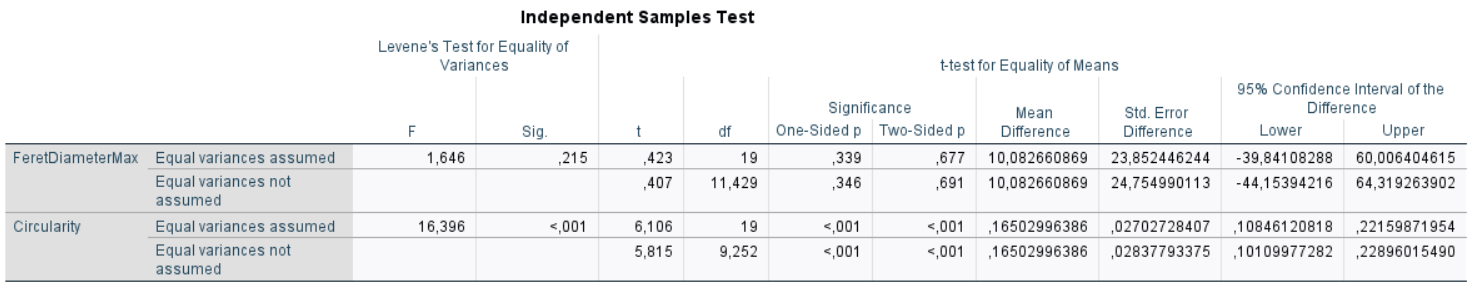 Independent Samples Test
Levene's Test for Equality of Variances
t-test for Equality of Means
Significance
95% Confidence Interval of the Difference
F Sig. t df One-Sided p Two-Sided p Mean Difference Std. Error Difference Lower Upper
FeretDiameterMax Equal variances assumed 1,646 ,215 ,423 19 ,339 ,677 10,082660869 23,852446244 -39,84108288 60,006404615
Equal variances not assumed ,407 11,429 ,346 ,691 10,082660869 24,754990113 -44,15394216 64,319263902
Circularity Equal variances assumed 16,396 <,001 6,106 19 <,001 <,001 ,16502996386 ,02702728407 ,10846120818 ,22159871954
Equal variances not assumed 5,815 9,252 <,001 <,001 ,16502996386 ,02837793375 ,10109977282 ,22896015490